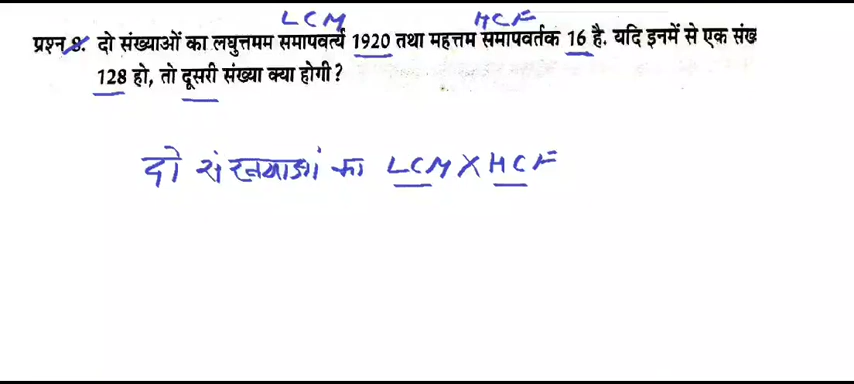 LCM HCF
प्रश्न 8. दो संख्याओं का लघुत्तमम समापवर्त्य 1920 तथा महत्तम समापवर्तक 16 है. यदि इनमें से एक संख
128 हो, तो दूसरी संख्या क्या होगी ?
दो संख्याओं का LCM X HCF